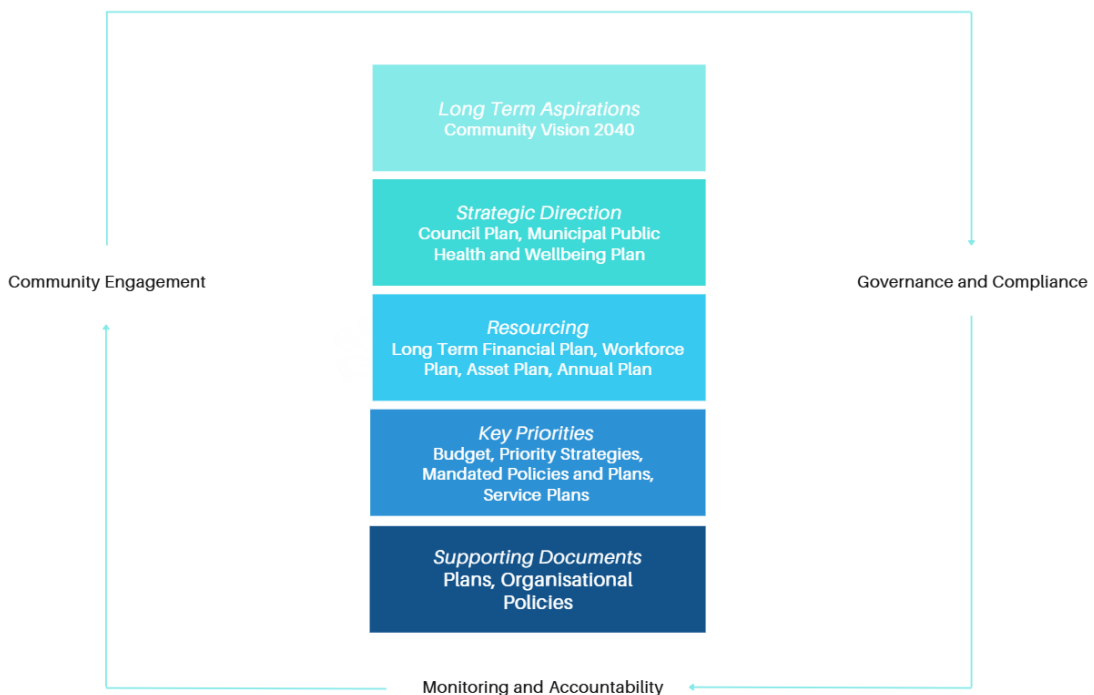 Long Term Aspirations
Community Vision 2040
Strategic Direction
Council Plan, Municipal Public
Health and Wellbeing Plan
Community Engagement
Governance and Compliance
Resourcing
Long Term Financial Plan, Workforce
Plan, Asset Plan, Annual Plan
Key Priorities
Budget, Priority Strategies,
Mandated Policies and Plans,
Service Plans
Supporting Documents
Plans, Organisational
Policies
Monitoring and Accountability